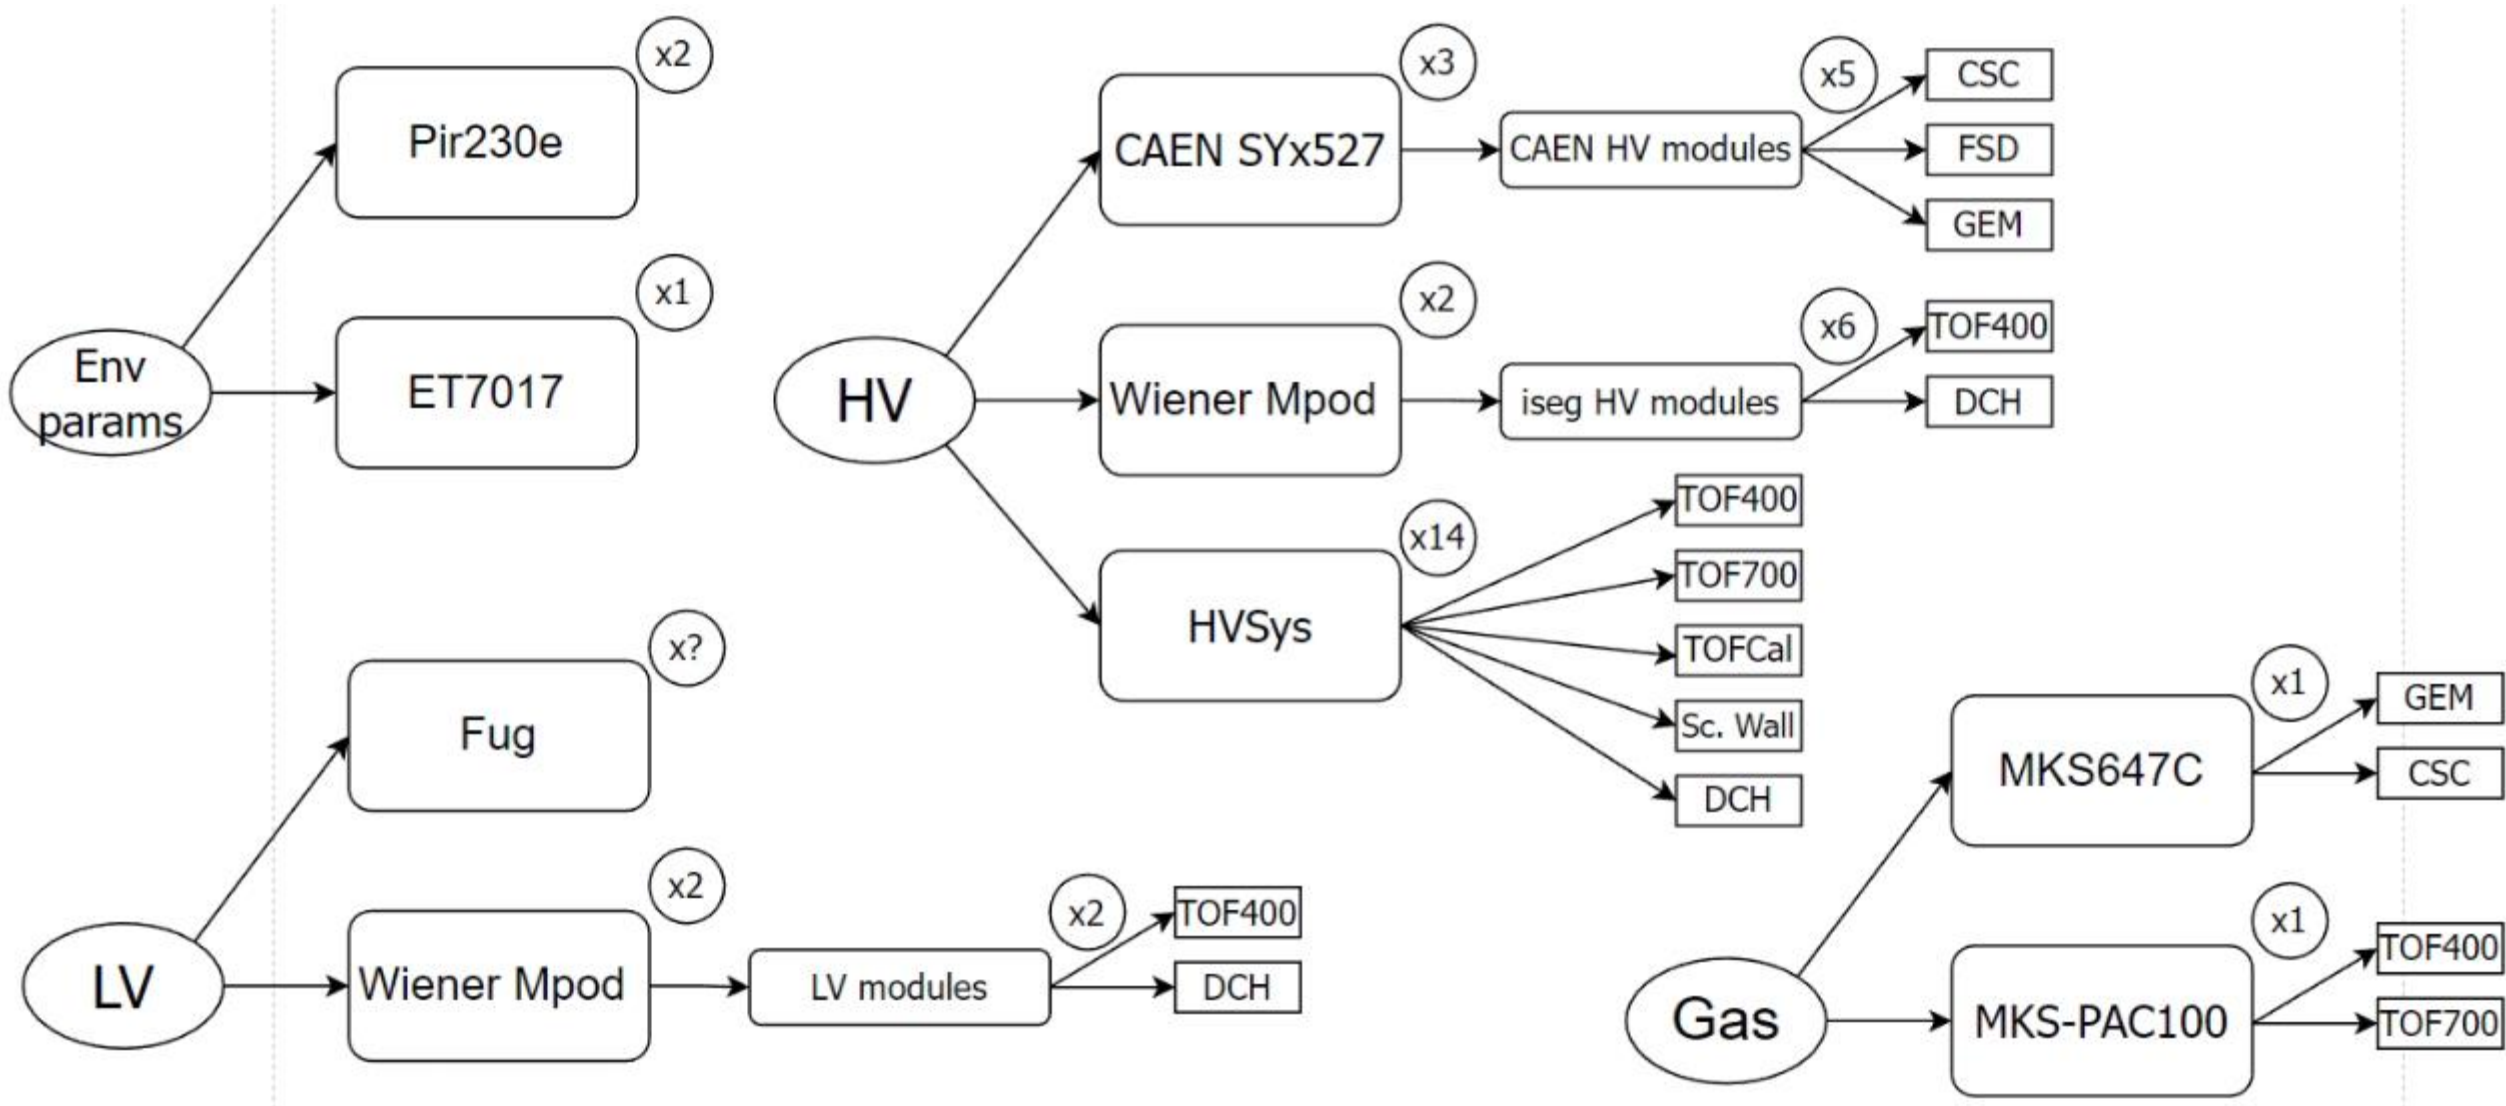 x2
Pir230e
x1
ET7017
Env
params
x3
CAEN SYx527
CAEN HV modules
x5
CSC
FSD
GEM
HV
x2
Wiener Mpod
iseg HV modules
x6
TOF400
DCH
x14
HVSys
TOF400
TOF700
TOFCal
Sc. Wall
DCH
x?
Fug
LV
x2
Wiener Mpod
LV modules
x2
TOF400
DCH
Gas
x1
MKS647C
GEM
CSC
x1
MKS-PAC100
TOF400
TOF700